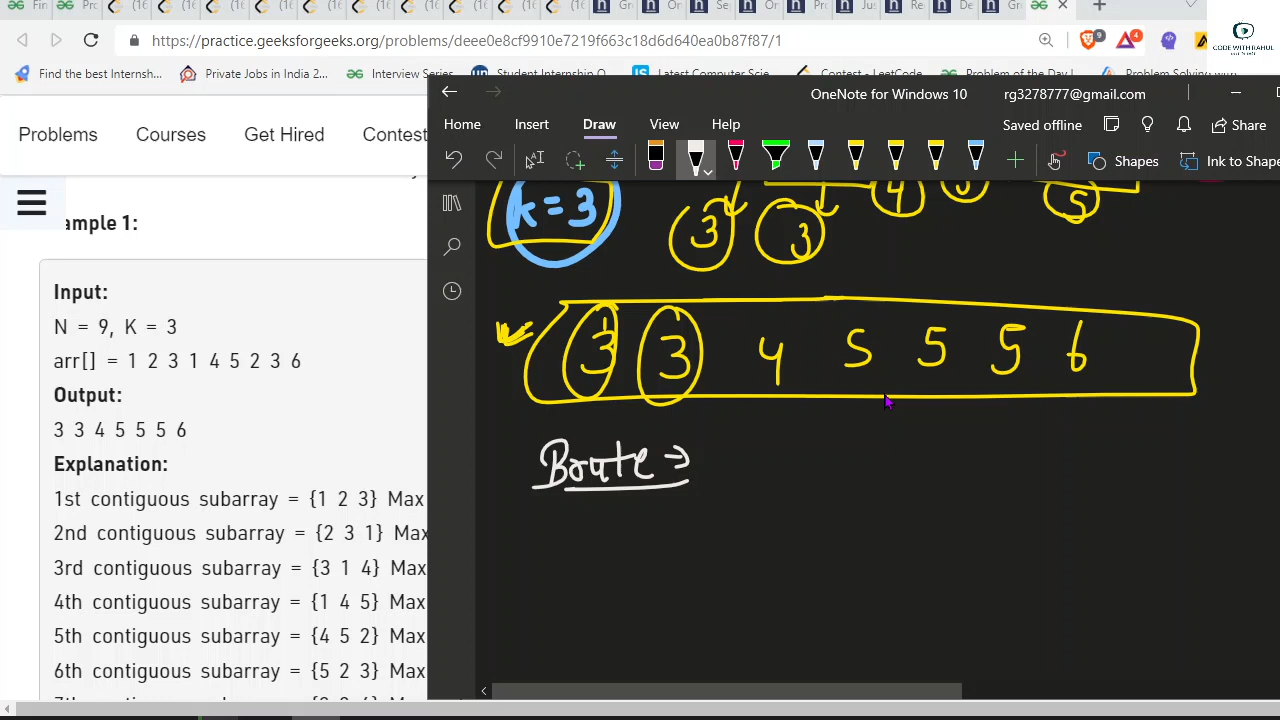 https://practice.geeksforgeeks.org/problems/deee0e8cf9910e7219f663c18d6d640ea0b87f87/1
9
4
CODE WITH RAHUL
Find the best Internsh...
Private Jobs in India 2...
Interview Series
Student Internship O
Latest Computer Scie
Contest - LeetCode
Problem of the Day |
Problem Solving with
OneNote for Windows 10
rg3278777@gmail.com
Problems
Courses
Get Hired
Contest
Home
Insert
Draw
View
Help
Saved offline
Share
Shapes
Ink to Shape
k=3
3
3
4
5
ample 1:
Input:
N = 9, K = 3
arr[] = 1 2 3 1 4 5 2 3 6
Output:
3 3 4 5 5 5 6
Explanation:
1st contiguous subarray = {1 2 3} Max
2nd contiguous subarray = {2 3 1} Max
3rd contiguous subarray = {3 1 4} Max
4th contiguous subarray = {1 4 5} Max
5th contiguous subarray = {4 5 2} Max
6th contiguous subarray = {5 2 3} Max
3 3 4 5 5 5 6
Brute →